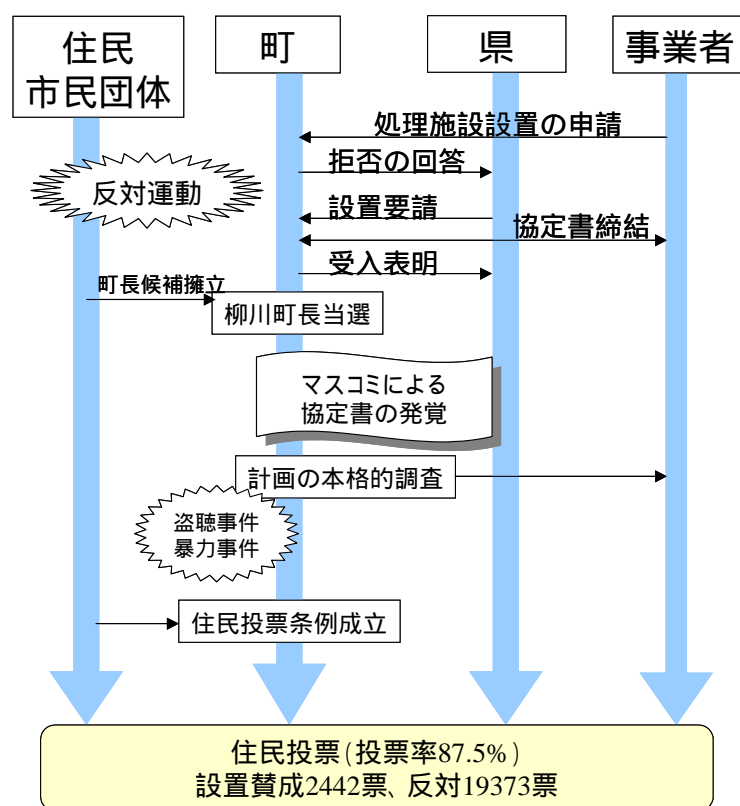 住民
市民団体
町
県
事業者
処理施設設置の申請
拒否の回答
反対運動
設置要請
協定書締結
受入表明
町長候補擁立
柳川町長当選
マスコミによる
協定書の発覚
計画の本格的調査
盗聴事件
暴力事件
住民投票条例成立
住民投票(投票率87.5%)
設置賛成2442票、反対19373票